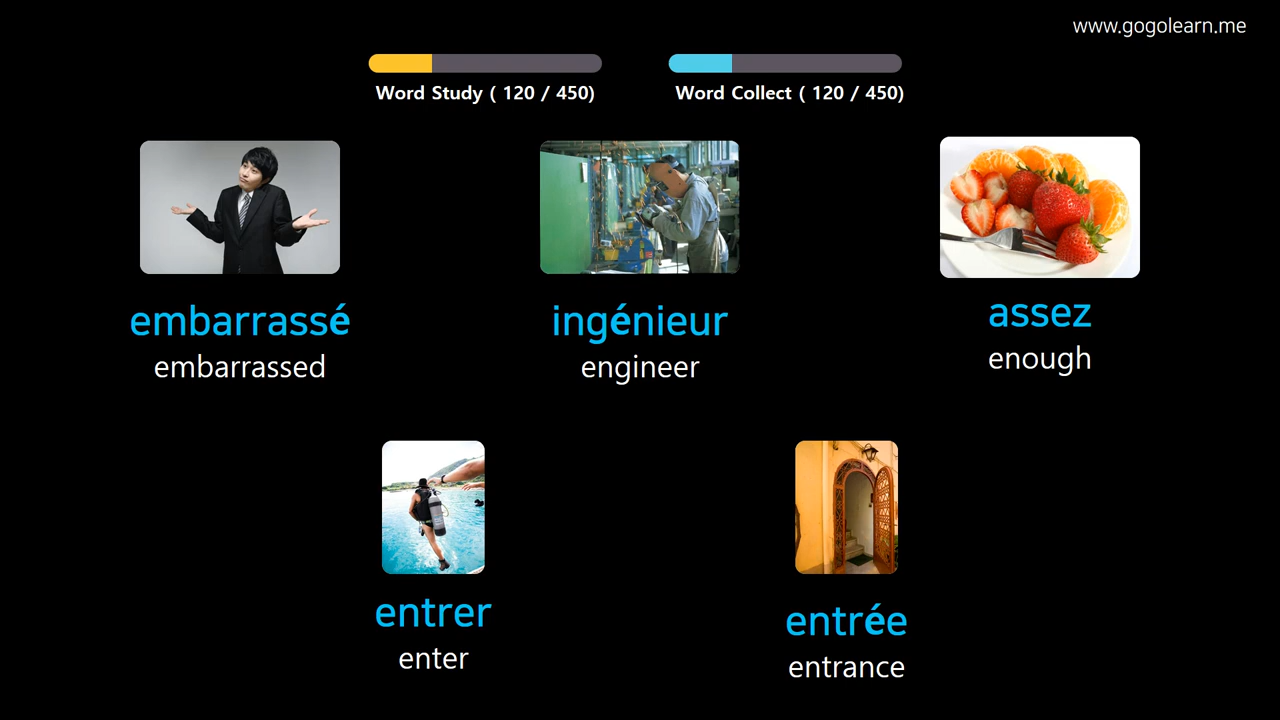 www.gogolearn.me
Word Study ( 120 / 450)
Word Collect ( 120 / 450)
embarrassé
embarrassed
ingénieur
engineer
assez
enough
entrer
enter
entrée
entrance